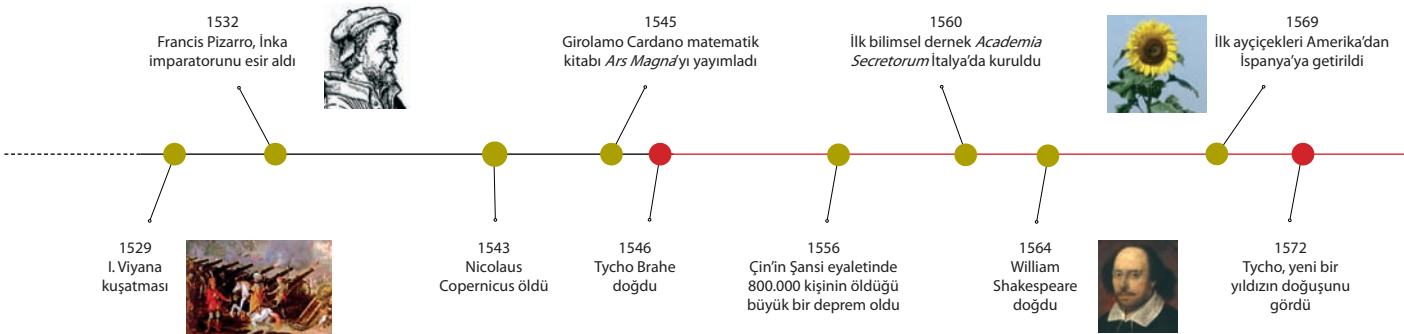 1532
Francis Pizarro, İnka
imparatorunu esir aldı
1545
Girolamo Cardano matematik
kitabı Ars Magna'yı yayımladı
1560
İlk bilimsel dernek Academia
Secretorum İtalya'da kuruldu
1569
İlk ayçiçekleri Amerika'dan
İspanya'ya getirildi
1529
I. Viyana
kuşatması
1543
Nicolaus
Copernicus öldü
1546
Tycho Brahe
doğdu
1556
Çin'in Şansi eyaletinde
800.000 kişinin öldüğü
büyük bir deprem oldu
1564
William
Shakespeare
doğdu
1572
Tycho, yeni bir
yıldızın doğuşunu
gördü